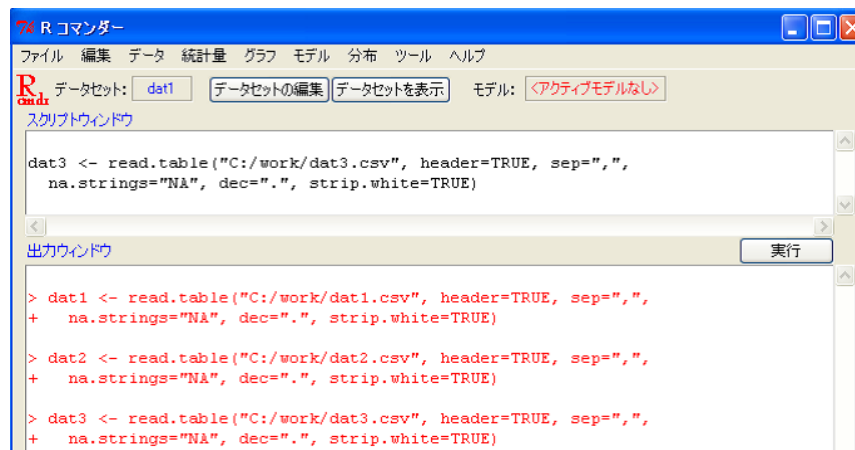 R コマンダー
ファイル 編集 データ 統計量 グラフ モデル 分布 ツール ヘルプ
R cmdr データセット: dat1 データセットの編集 データセットを表示 モデル: <アクティブモデルなし>
スクリプトウィンドウ
dat3 <- read.table("C:/work/dat3.csv", header=TRUE, sep=",",
na.strings="NA", dec=".", strip.white=TRUE)
出力ウィンドウ 実行
> dat1 <- read.table("C:/work/dat1.csv", header=TRUE, sep=",",
+ na.strings="NA", dec=".", strip.white=TRUE)
> dat2 <- read.table("C:/work/dat2.csv", header=TRUE, sep=",",
+ na.strings="NA", dec=".", strip.white=TRUE)
> dat3 <- read.table("C:/work/dat3.csv", header=TRUE, sep=",",
+ na.strings="NA", dec=".", strip.white=TRUE)